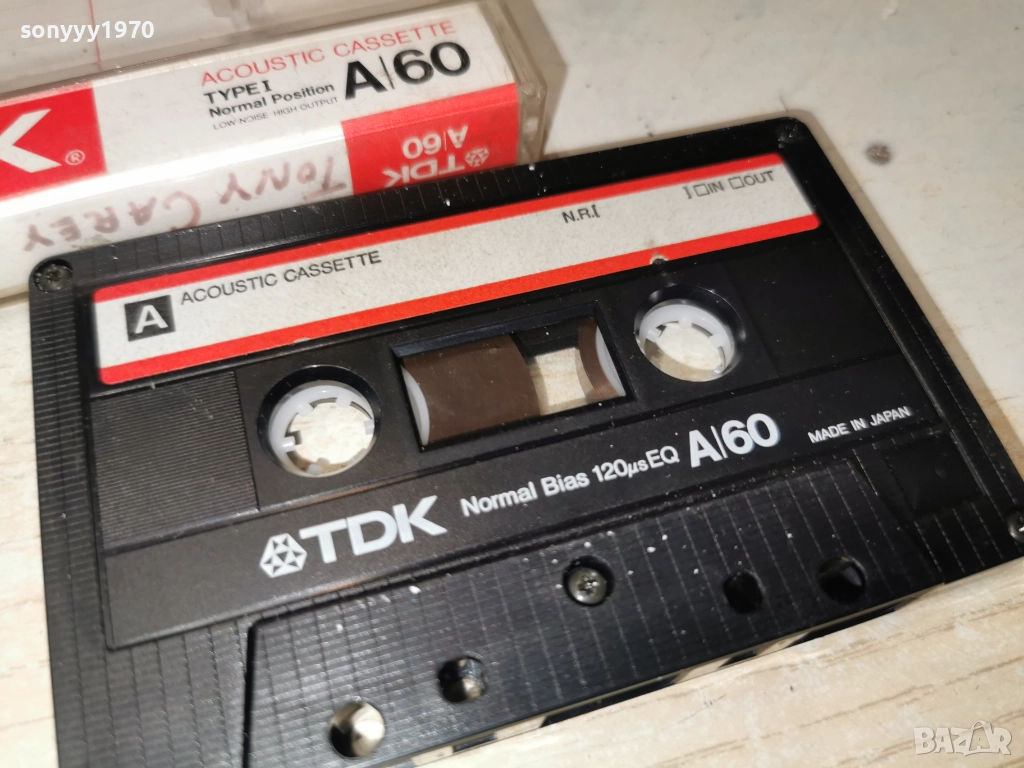 sonyyy1970
ACOUSTIC CASSETTE
TYPE I
Normal Position
LOW NOISE HIGH OUTPUT
A/60
K®
TDK
A/60
TONY CAREY
I □IN □OUT
N.R.
A ACOUSTIC CASSETTE
TDK Normal Bias 120µs EQ A/60 MADE IN JAPAN
BAZAR